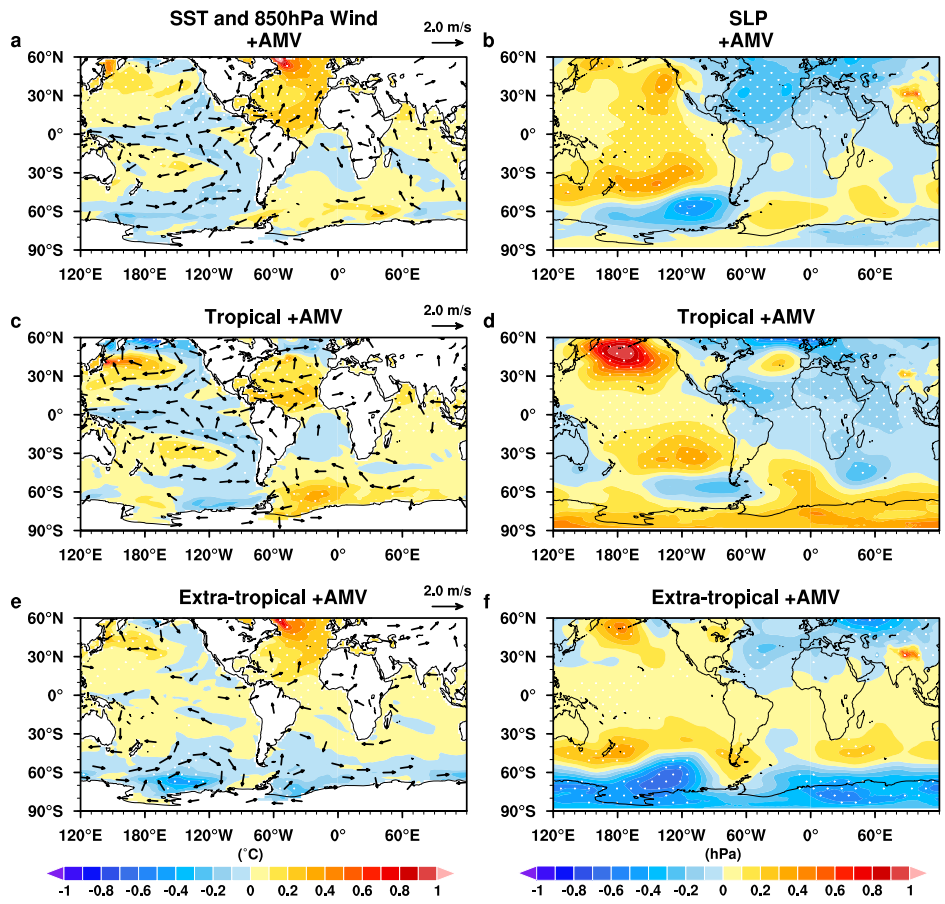 SST and 850hPa Wind
SLP
a
+AMV
2.0 m/s
b
+AMV
60°N
30°N
0°
30°S
60°S
90°S
120°E 180°E 120°W 60°W 0° 60°E
60°N
30°N
0°
30°S
60°S
90°S
120°E 180°E 120°W 60°W 0° 60°E
c
Tropical +AMV
2.0 m/s
d
Tropical +AMV
60°N
30°N
0°
30°S
60°S
90°S
120°E 180°E 120°W 60°W 0° 60°E
60°N
30°N
0°
30°S
60°S
90°S
120°E 180°E 120°W 60°W 0° 60°E
e
Extra-tropical +AMV
2.0 m/s
f
Extra-tropical +AMV
60°N
30°N
0°
30°S
60°S
90°S
120°E 180°E 120°W 60°W 0° 60°E
60°N
30°N
0°
30°S
60°S
90°S
120°E 180°E 120°W 60°W 0° 60°E
(°C)
-1 -0.8 -0.6 -0.4 -0.2 0 0.2 0.4 0.6 0.8 1
(hPa)
-1 -0.8 -0.6 -0.4 -0.2 0 0.2 0.4 0.6 0.8 1